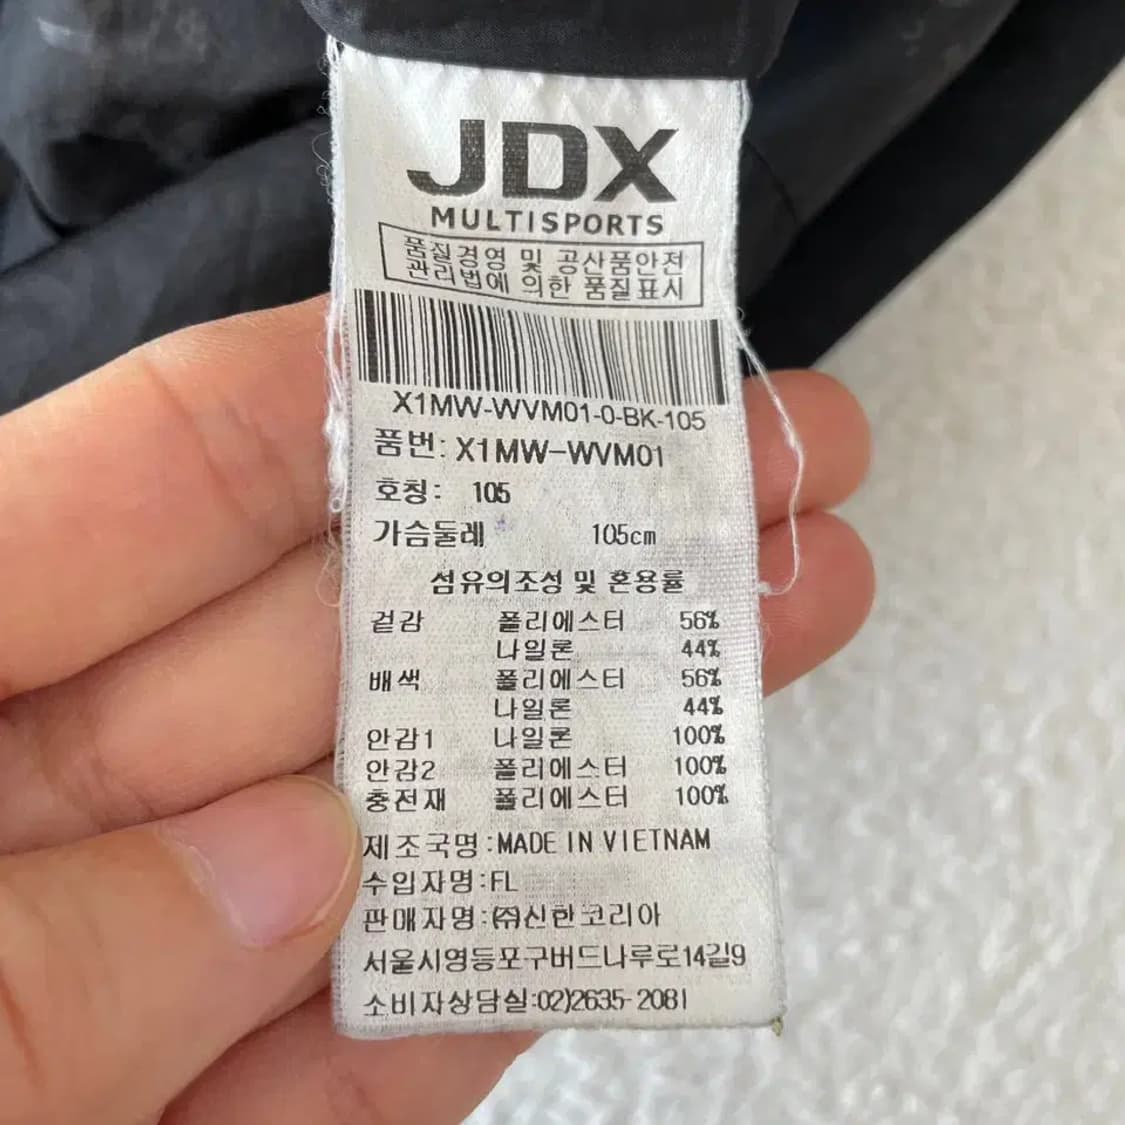 JDX
MULTISPORTS
품질경영 및 공산품안전
관리법에 의한 품질표시
X1MW-WVM01-0-BK-105
품번: X1MW-WVM01
호칭: 105
가슴둘레 105cm
섬유의조성 및 혼용률
겉감 폴리에스터 56%
나일론 44%
배색 폴리에스터 56%
나일론 44%
안감1 나일론 100%
안감2 폴리에스터 100%
충전재 폴리에스터 100%
제조국명:MADE IN VIETNAM
수입자명:FL
판매자명:㈜신한코리아
서울시영등포구버드나루로14길9
소비자상담실:02)2635-2081